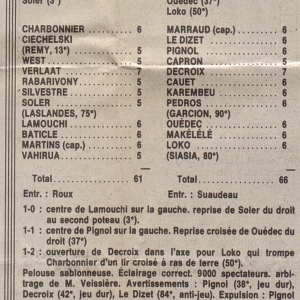 Soler (3°) Ouédec (37°)
Loko (50°)
CHARBONNIER 6 MARRAUD (cap.) 6
CIECHELSKI LE DIZET 6
(REMY, 13°) 6 PIGNOL 6
WEST 5 CAPRON 5
VERLAAT 7 DECROIX 7
RABARIVONY 5 CAUET 6
SILVESTRE 5 KAREMBEU 6
SOLER 5 PEDROS 6
(LASLANDES, 75°) (GARCION, 90°)
LAMOUCHI 6 OUÉDEC 6
BATICLE 6 MAKÉLÉLÉ 6
MARTINS (cap.) 6 LOKO 6
VAHIRUA 5 (SIASIA, 80°)
Total 61 Total 66
Entr. : Roux Entr. : Suaudeau
1-0 : centre de Lamouchi sur la gauche. reprise de Soler du droit
au second poteau (3°).
1-1 : centre de Pignol sur la gauche. Reprise croisée de Ouédec du
droit (37°)
1-2 : ouverture de Decroix dans l'axe pour Loko qui trompe
Charbonnier d'un tir croisé à ras de terre (50°).
Pelouse sablonneuse. Éclairage correct. 9000 spectateurs. arbi-
trage de M. Veissière. Avertissements : Pignol (38°, jeu dur),
Decroix (42°, jeu dur), Le Dizet (84°, anti-jeu). Expulsion : Pignol